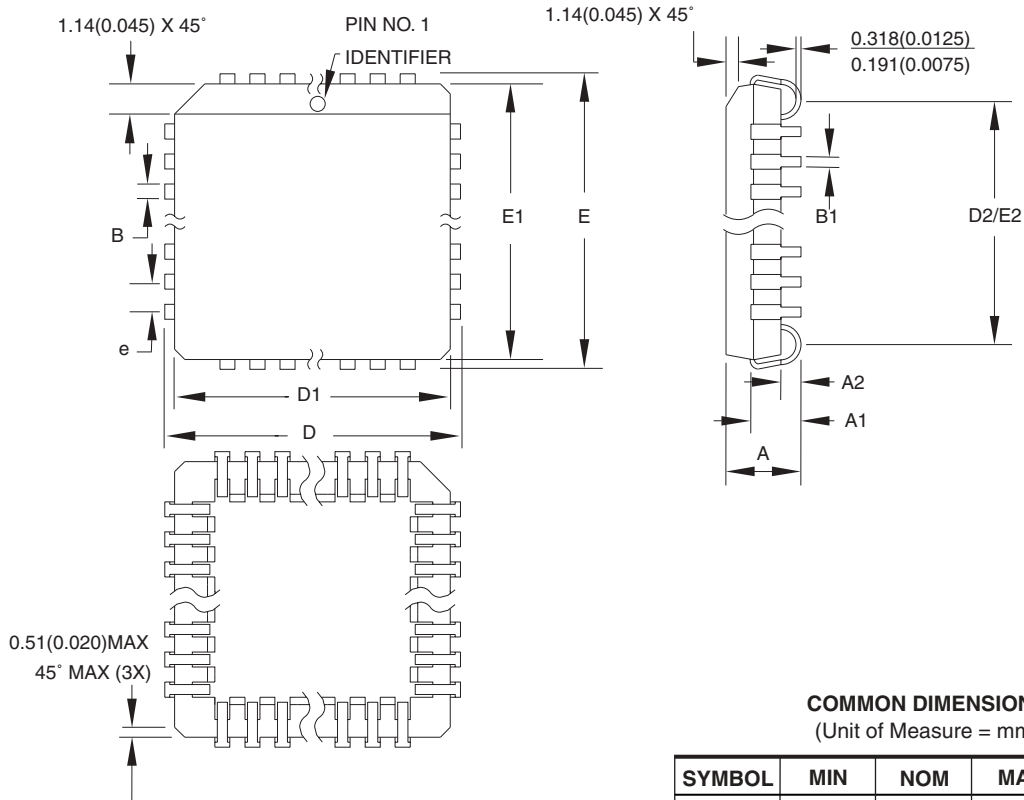 1.14(0.045) X 45˚
PIN NO. 1
IDENTIFIER
1.14(0.045) X 45˚
0.318(0.0125)
0.191(0.0075)
B
e
E1
E
B1
D2/E2
D1
D
A2
A1
A
0.51(0.020)MAX
45˚ MAX (3X)
COMMON DIMENSION
(Unit of Measure = mm
SYMBOL MIN NOM MA